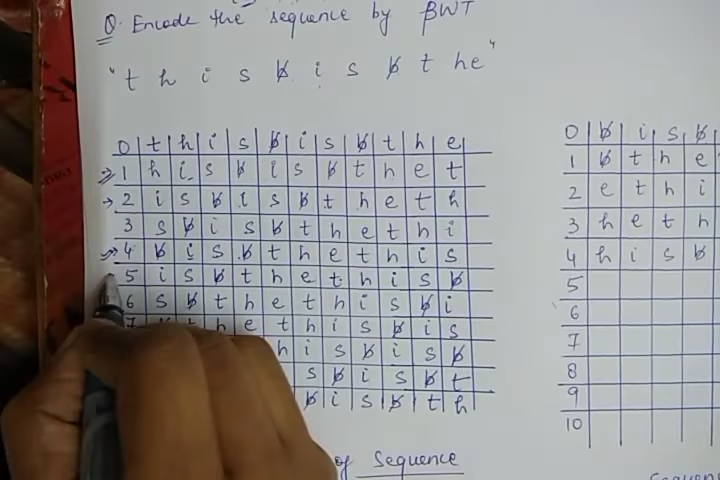 Q. Encode the sequence by BWT
"t h i s ƀ i s ƀ t he"
0 t h i s ƀ i s ƀ t h e
1 h i s ƀ i s ƀ t h e t
2 i s ƀ i s ƀ t h e t h
3 s ƀ i s ƀ t h e t h i
4 ƀ i s ƀ t h e t h i s
5 i s ƀ t h e t h i s ƀ
6 s ƀ t h e t h i s ƀ i
h e t h i s ƀ i s
h i s ƀ i s ƀ
s ƀ i s ƀ t
ƀ i s ƀ t h
of Sequence
0 ƀ i s ƀ
1 ƀ t h e
2 e t h i
3 h e t h
4 h i s ƀ
5
6
7
8
9
10